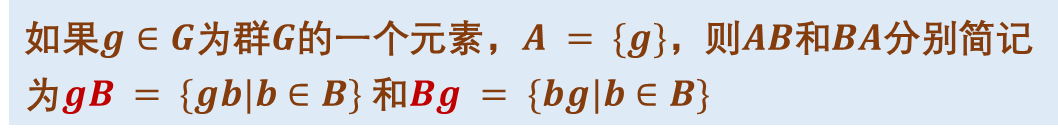 如果g ∈ G为群G的一个元素，A = {g}，则AB和BA分别简记
为gB = {gb|b ∈ B} 和Bg = {bg|b ∈ B}